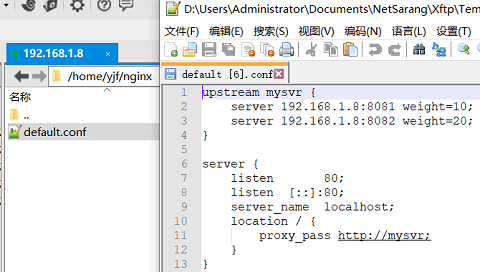 192.168.1.8
/home/yjf/nginx
名称
..
default.conf
D:\Users\Administrator\Documents\NetSarang\Xftp\Tem
文件(F) 编辑(E) 搜索(S) 视图(V) 编码(N) 语言(L) 设置(T)
default [6].conf
1 upstream mysvr {
2 server 192.168.1.8:8081 weight=10;
3 server 192.168.1.8:8082 weight=20;
4 }
5
6 server {
7 listen 80;
8 listen [::]:80;
9 server_name localhost;
10 location / {
11 proxy_pass http://mysvr;
12 }
13 }